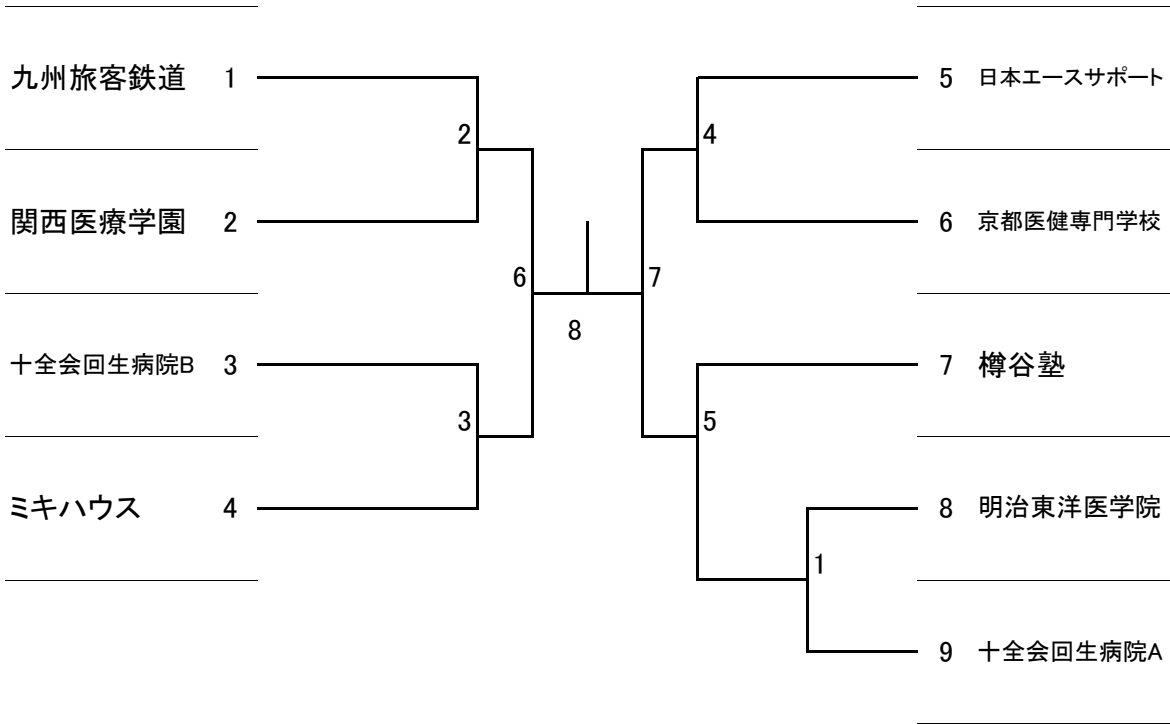 九州旅客鉄道 1
関西医療学園 2
十全会回生病院B 3
ミキハウス 4
2
3
6
8
7
4
5
1
5 日本エースサポート
6 京都医健専門学校
7 樽谷塾
8 明治東洋医学院
9 十全会回生病院A